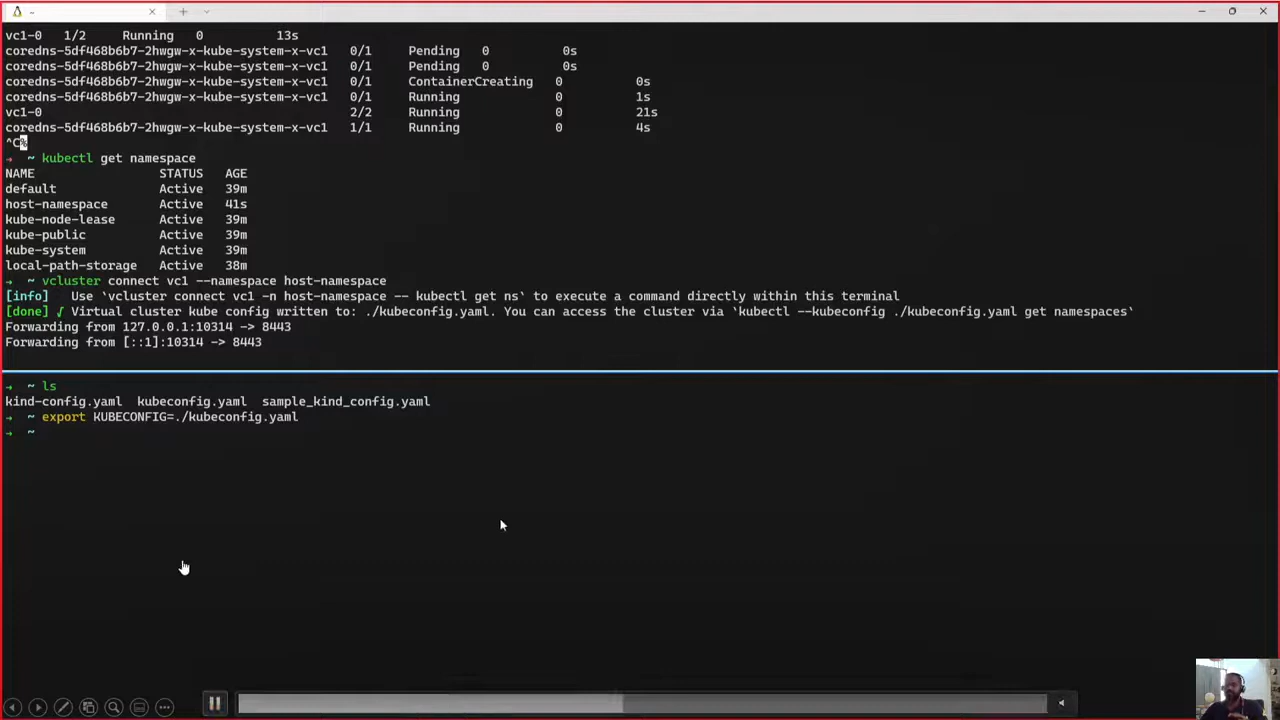 ~
vc1-0   1/2     Running   0          13s
coredns-5df468b6b7-2hwgw-x-kube-system-x-vc1   0/1     Pending   0          0s
coredns-5df468b6b7-2hwgw-x-kube-system-x-vc1   0/1     Pending   0          0s
coredns-5df468b6b7-2hwgw-x-kube-system-x-vc1   0/1     ContainerCreating   0          0s
coredns-5df468b6b7-2hwgw-x-kube-system-x-vc1   0/1     Running             0          1s
vc1-0                                          2/2     Running             0          21s
coredns-5df468b6b7-2hwgw-x-kube-system-x-vc1   1/1     Running             0          4s
^C%
→  ~ kubectl get namespace
NAME                 STATUS   AGE
default              Active   39m
host-namespace       Active   41s
kube-node-lease      Active   39m
kube-public          Active   39m
kube-system          Active   39m
local-path-storage   Active   38m
→  ~ vcluster connect vc1 --namespace host-namespace
[info]   Use `vcluster connect vc1 -n host-namespace -- kubectl get ns` to execute a command directly within this terminal
[done] √ Virtual cluster kube config written to: ./kubeconfig.yaml. You can access the cluster via `kubectl --kubeconfig ./kubeconfig.yaml get namespaces`
Forwarding from 127.0.0.1:10314 -> 8443
Forwarding from [::1]:10314 -> 8443
→  ~ ls
kind-config.yaml  kubeconfig.yaml  sample_kind_config.yaml
→  ~ export KUBECONFIG=./kubeconfig.yaml
→  ~